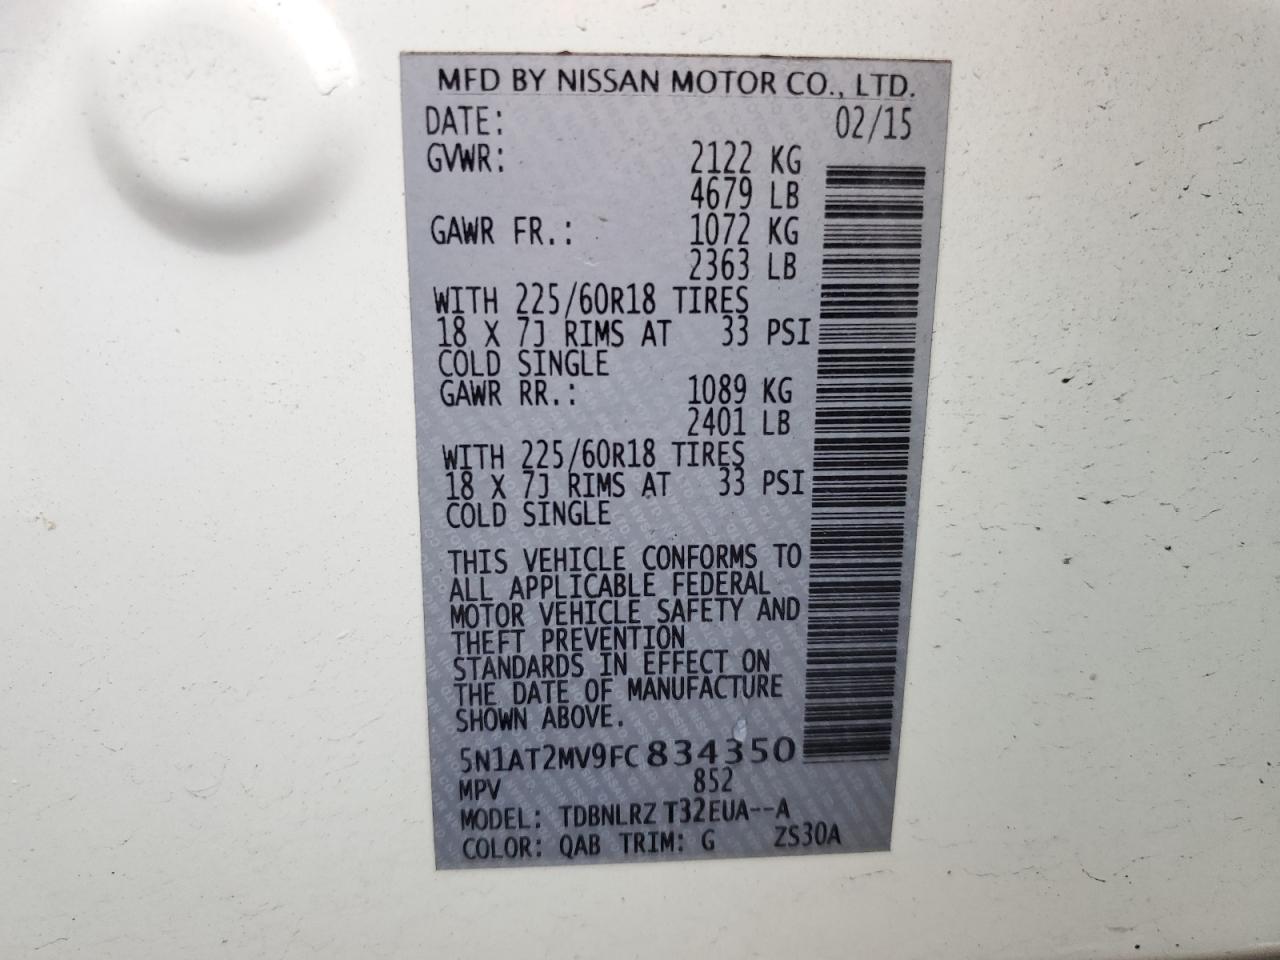 MFD BY NISSAN MOTOR CO., LTD.
DATE: 02/15
GVWR: 2122 KG
4679 LB
GAWR FR.: 1072 KG
2363 LB
WITH 225/60R18 TIRES
18 X 7J RIMS AT 33 PSI
COLD SINGLE
GAWR RR.: 1089 KG
2401 LB
WITH 225/60R18 TIRES
18 X 7J RIMS AT 33 PSI
COLD SINGLE
THIS VEHICLE CONFORMS TO
ALL APPLICABLE FEDERAL
MOTOR VEHICLE SAFETY AND
THEFT PREVENTION
STANDARDS IN EFFECT ON
THE DATE OF MANUFACTURE
SHOWN ABOVE.
5N1AT2MV9FC834350
MPV 852
MODEL: TDBNLRZ T32EUA--A
COLOR: QAB TRIM: G ZS30A